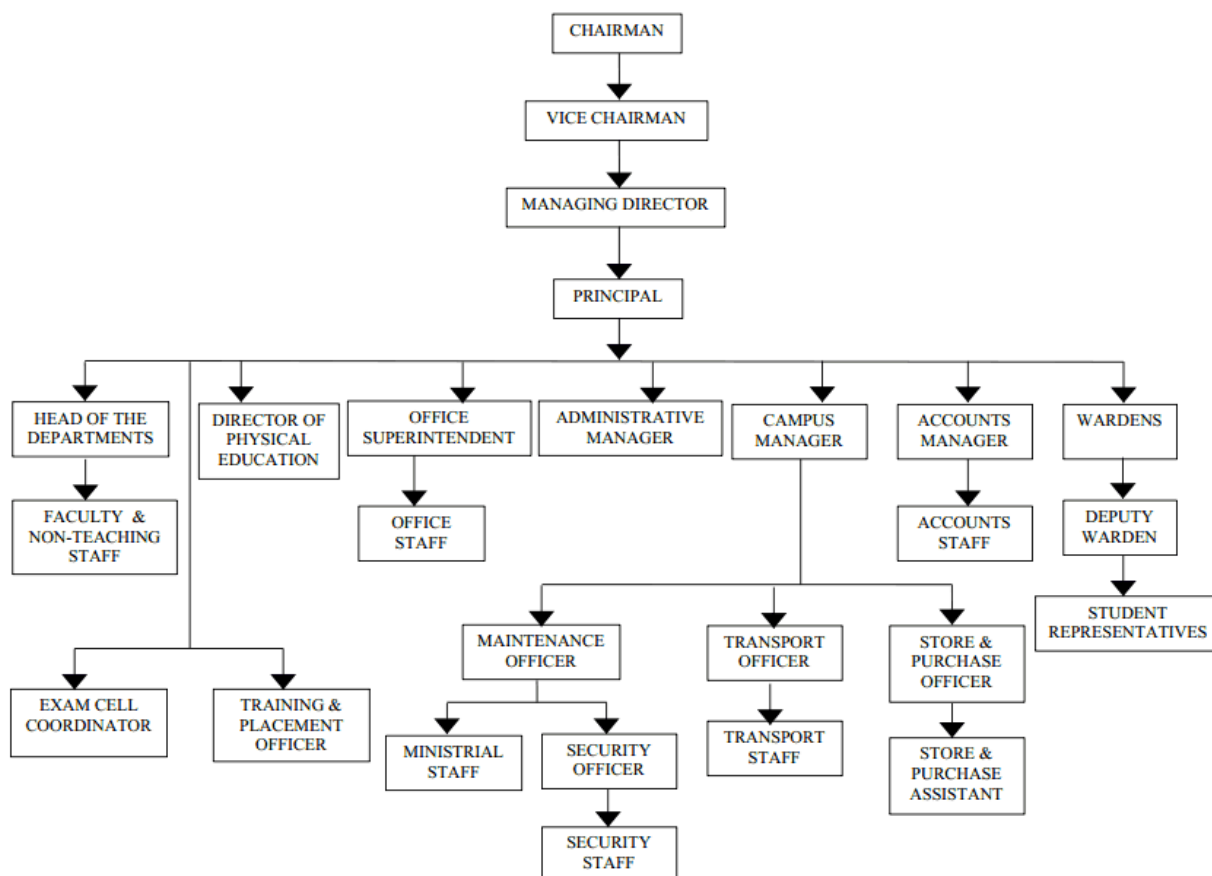 CHAIRMAN
VICE CHAIRMAN
MANAGING DIRECTOR
PRINCIPAL
HEAD OF THE
DEPARTMENTS
DIRECTOR OF
PHYSICAL
EDUCATION
OFFICE
SUPERINTENDENT
ADMINISTRATIVE
MANAGER
CAMPUS
MANAGER
ACCOUNTS
MANAGER
WARDENS
FACULTY &
NON-TEACHING
STAFF
OFFICE
STAFF
ACCOUNTS
STAFF
DEPUTY
WARDEN
STUDENT
REPRESENTATIVES
MAINTENANCE
OFFICER
TRANSPORT
OFFICER
STORE &
PURCHASE
OFFICER
EXAM CELL
COORDINATOR
TRAINING &
PLACEMENT
OFFICER
MINISTRIAL
STAFF
SECURITY
OFFICER
TRANSPORT
STAFF
STORE &
PURCHASE
ASSISTANT
SECURITY
STAFF